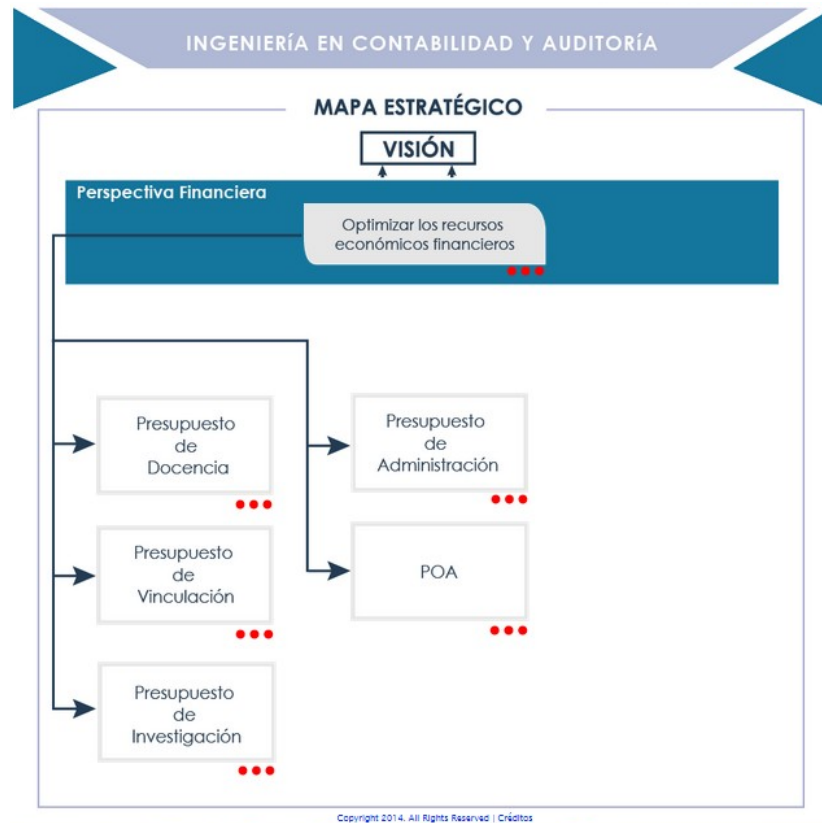 INGENIERíA EN CONTABILIDAD Y AUDITORíA
MAPA ESTRATÉGICO
VISIÓN
Perspectiva Financiera
Optimizar los recursos
económicos financieros
Presupuesto
de
Docencia
Presupuesto
de
Administración
Presupuesto
de
Vinculación
POA
Presupuesto
de
Investigación
Copyright 2014. All Rights Reserved | Créditos